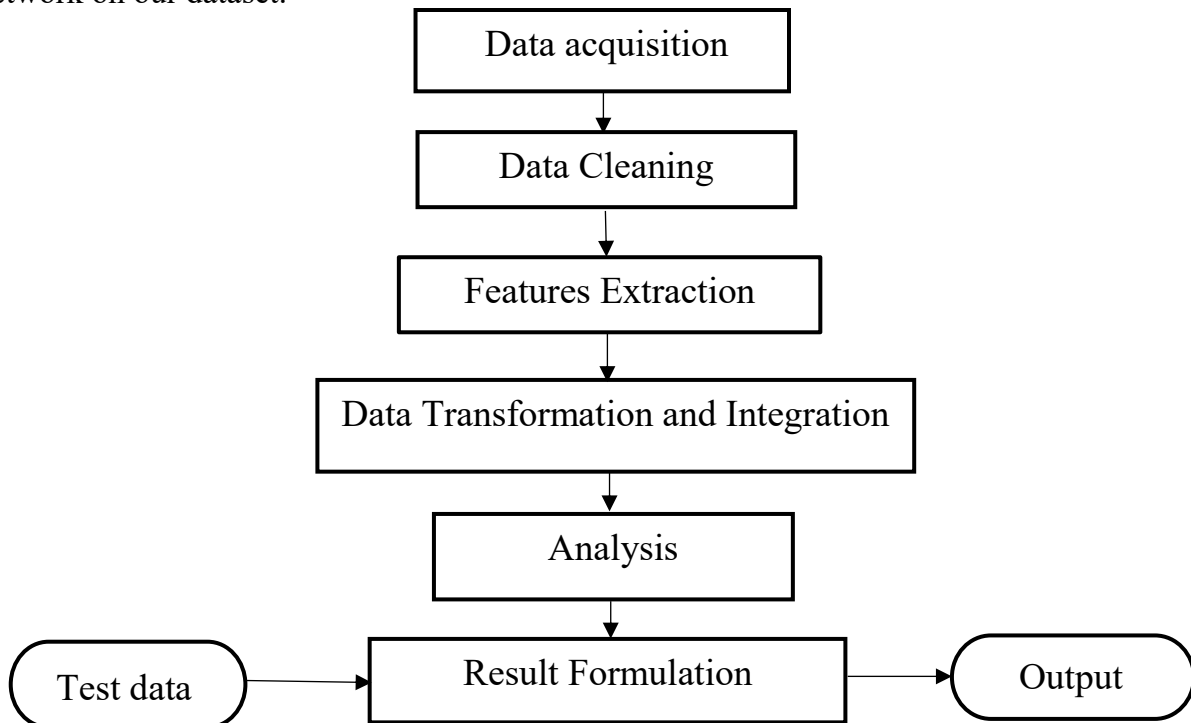 on our dataset.
Data acquisition
Data Cleaning
Features Extraction
Data Transformation and Integration
Analysis
Result Formulation
Test data
Output